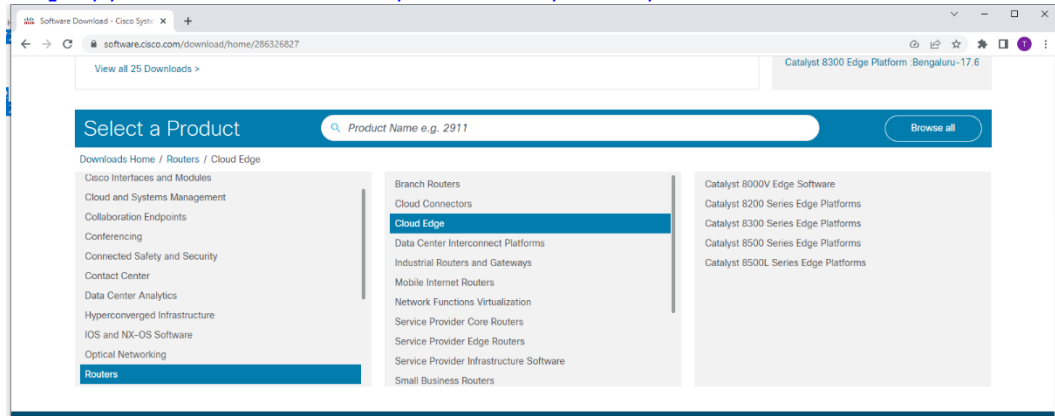 Software Download - Cisco Syste
software.cisco.com/download/home/286326827
T
View all 25 Downloads >
Catalyst 8300 Edge Platform :Bengaluru-17.6
Select a Product
Product Name e.g. 2911
Browse all
Downloads Home / Routers / Cloud Edge
Cisco Interfaces and Modules
Cloud and Systems Management
Collaboration Endpoints
Conferencing
Connected Safety and Security
Contact Center
Data Center Analytics
Hyperconverged Infrastructure
IOS and NX-OS Software
Optical Networking
Routers
Branch Routers
Cloud Connectors
Cloud Edge
Data Center Interconnect Platforms
Industrial Routers and Gateways
Mobile Internet Routers
Network Functions Virtualization
Service Provider Core Routers
Service Provider Edge Routers
Service Provider Infrastructure Software
Small Business Routers
Catalyst 8000V Edge Software
Catalyst 8200 Series Edge Platforms
Catalyst 8300 Series Edge Platforms
Catalyst 8500 Series Edge Platforms
Catalyst 8500L Series Edge Platforms